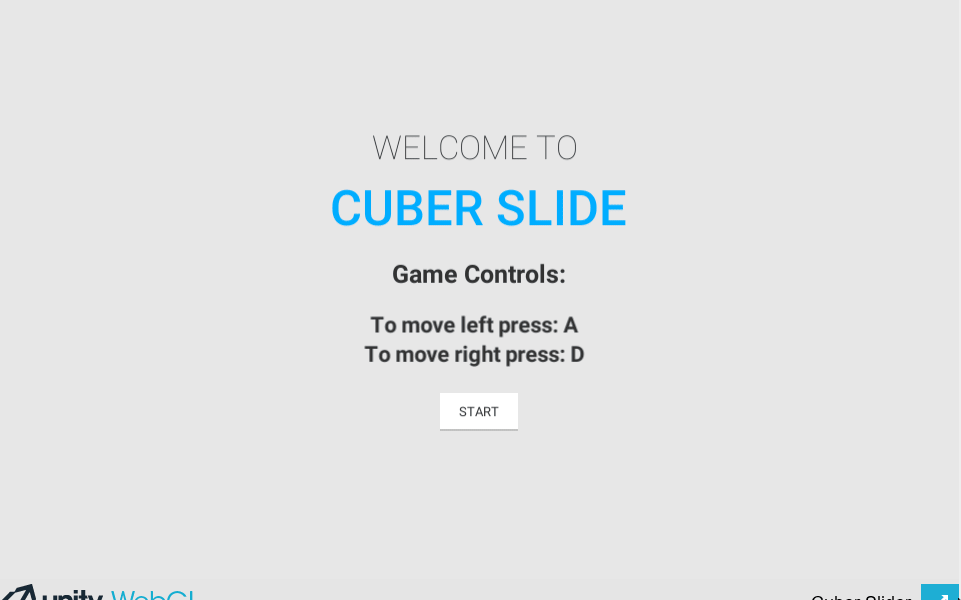 WELCOME TO
CUBER SLIDE
Game Controls:
To move left press: A
To move right press: D
START
unity WebGL
Cuber Slider